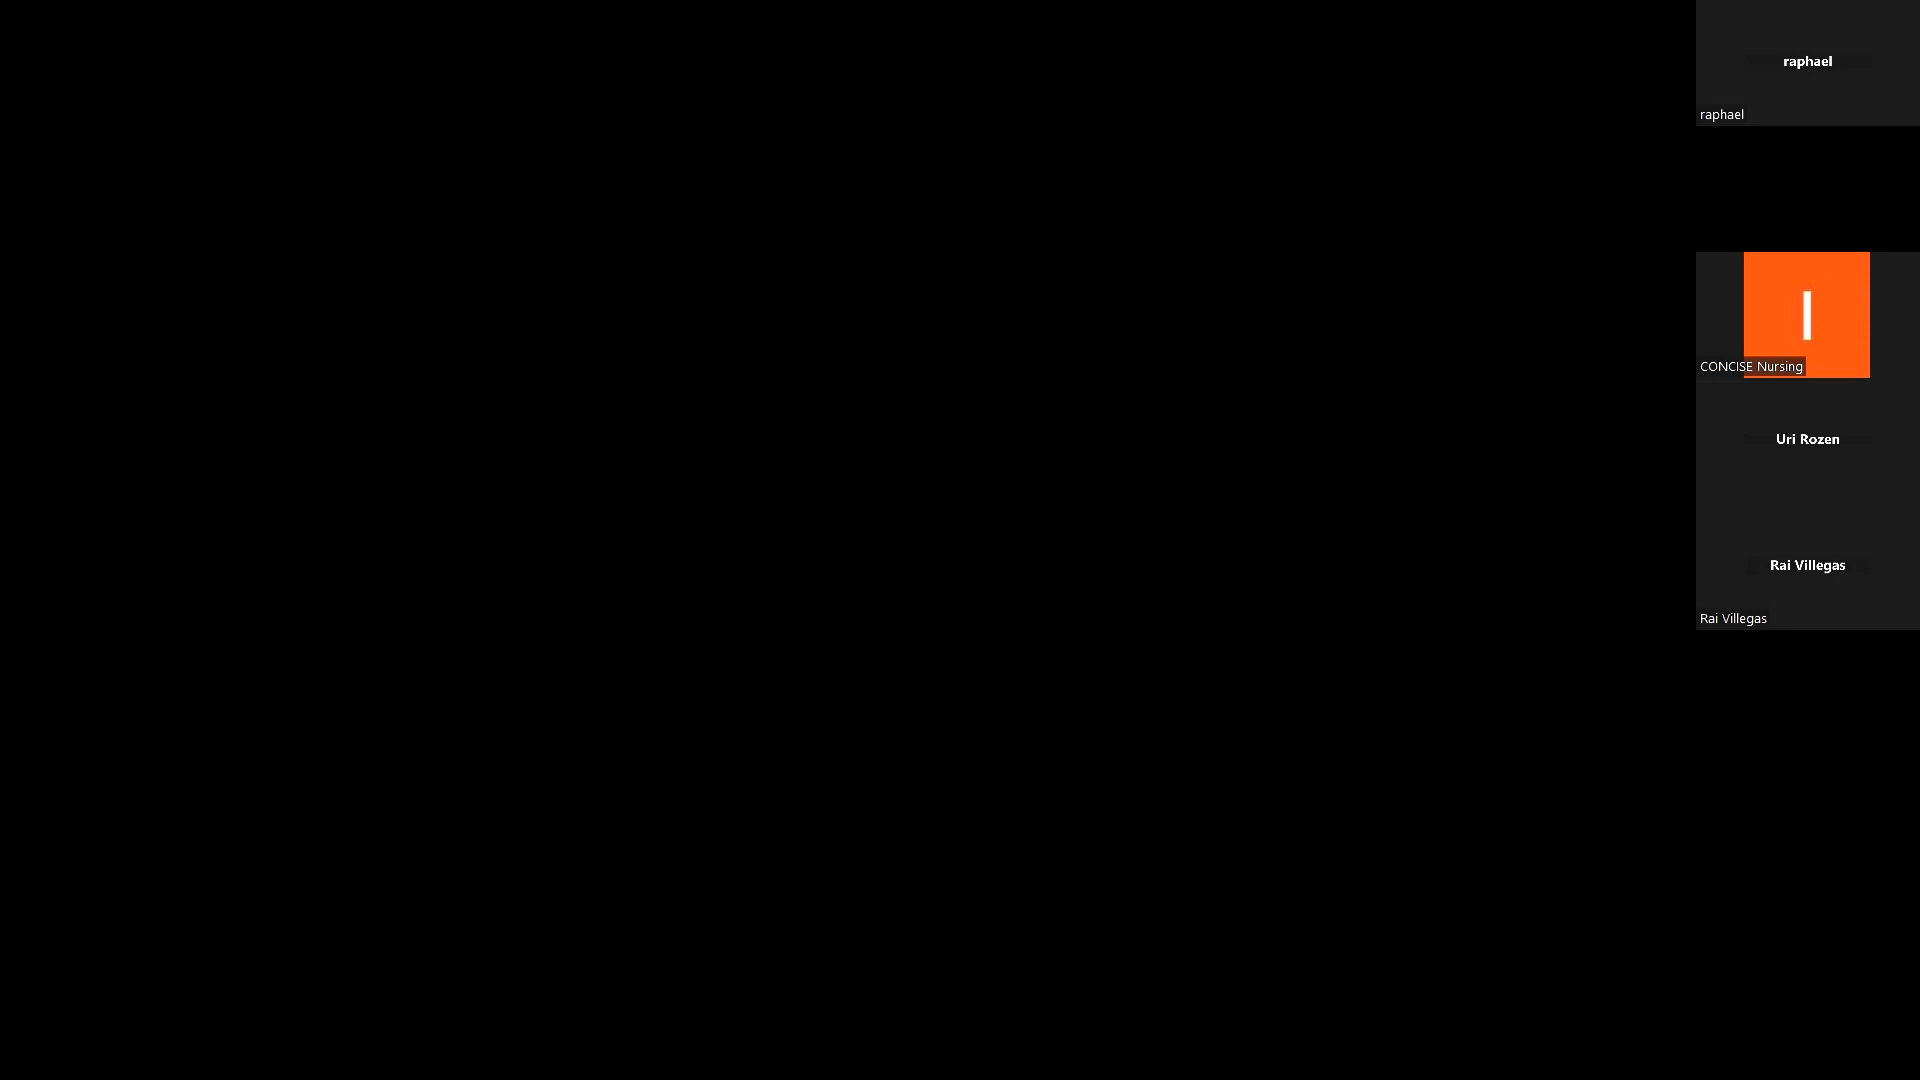 raphael
raphael
I
CONCISE Nursing
Uri Rozen
Rai Villegas
Rai Villegas